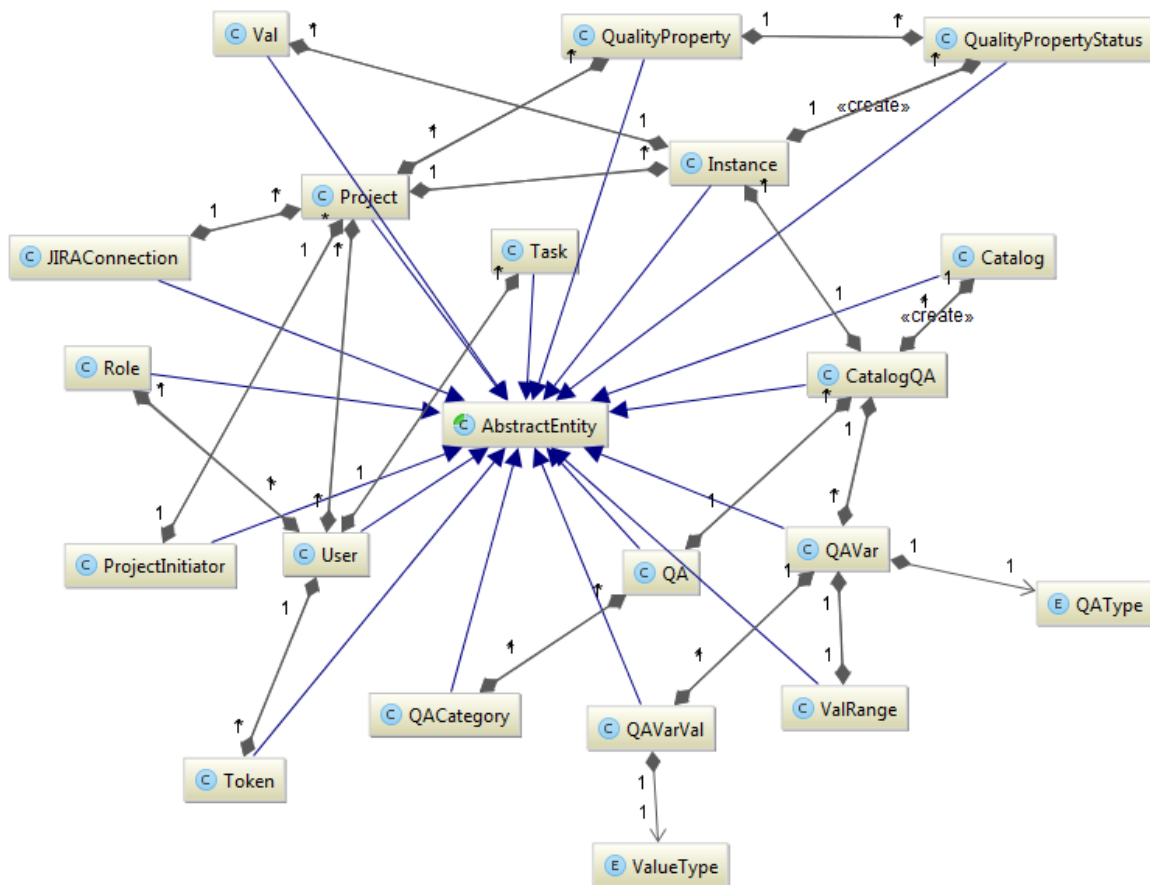 C Val
C QualityProperty
1
*
C QualityPropertyStatus
*
*
*
1
«create»
1
*
*
C Instance
1
1
*
C Project
1
*
*
1
C JIRAConnection
1
*
C Task
*
C Catalog
1
*
«create»
1
C Role
*
C CatalogQA
*
1
C AbstractEntity
1
1
*
*
*
1
C ProjectInitiator
C User
C QA
C QAVar
1
1
1
E QAType
1
*
1
*
*
1
C QACategory
C QAVarVal
C ValRange
*
C Token
1
1
E ValueType